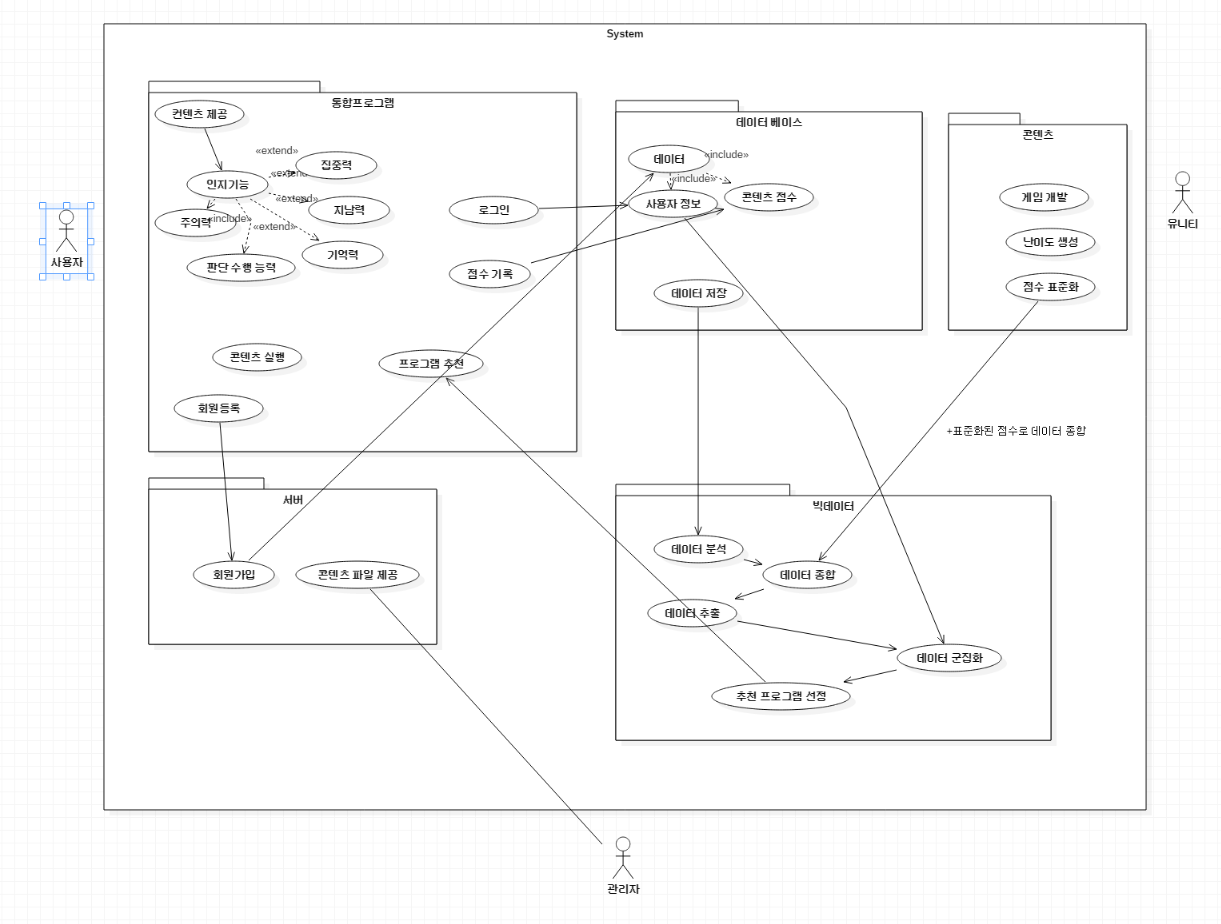 System
통합프로그램
컨텐츠 제공
«extend»
집중력
«extend»
인지기능
«extend»
지남력
주의력
«include»
«extend»
기억력
판단 수행 능력
로그인
점수 기록
콘텐츠 실행
프로그램 추천
회원등록
데이터 베이스
데이터
«include»
«include»
사용자 정보
콘텐츠 점수
데이터 저장
콘텐츠
게임 개발
난이도 생성
점수 표준화
유니티
사용자
+표준화된 점수로 데이터 종합
서버
회원가입
콘텐츠 파일 제공
빅데이터
데이터 분석
데이터 종합
데이터 추출
데이터 군집화
추천 프로그램 선정
관리자